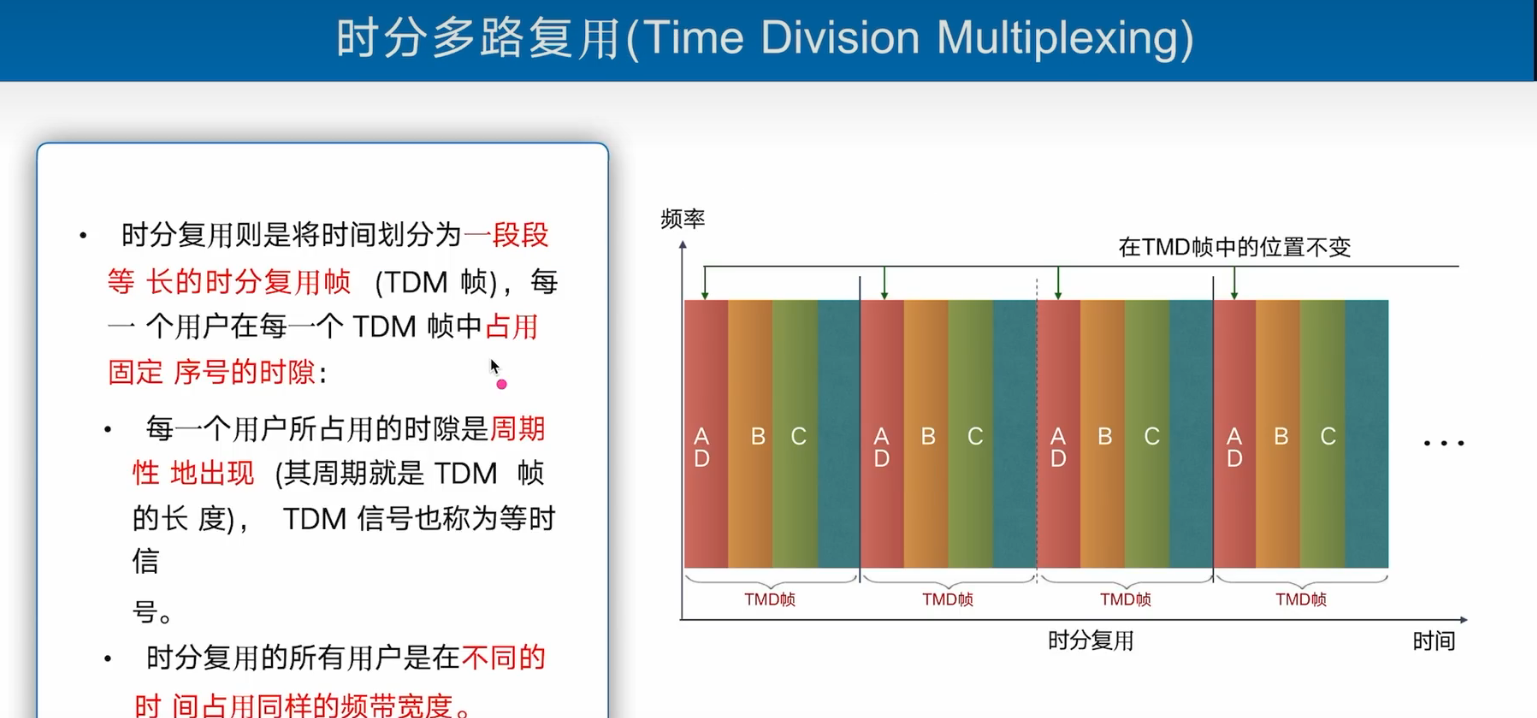 时分多路复用(Time Division Multiplexing)
• 时分复用则是将时间划分为一段段
等 长的时分复用帧 (TDM 帧)，每
一 个用户在每一个 TDM 帧中占用
固定 序号的时隙：
• 每一个用户所占用的时隙是周期
性 地出现 (其周期就是 TDM 帧
的长 度)， TDM 信号也称为等时
信
号。
• 时分复用的所有用户是在不同的
时 间占用同样的频带宽度。
频率
在TMD帧中的位置不变
A B C A B C A B C A B C
D D D D
...
TMD帧 TMD帧 TMD帧 TMD帧
时分复用 时间